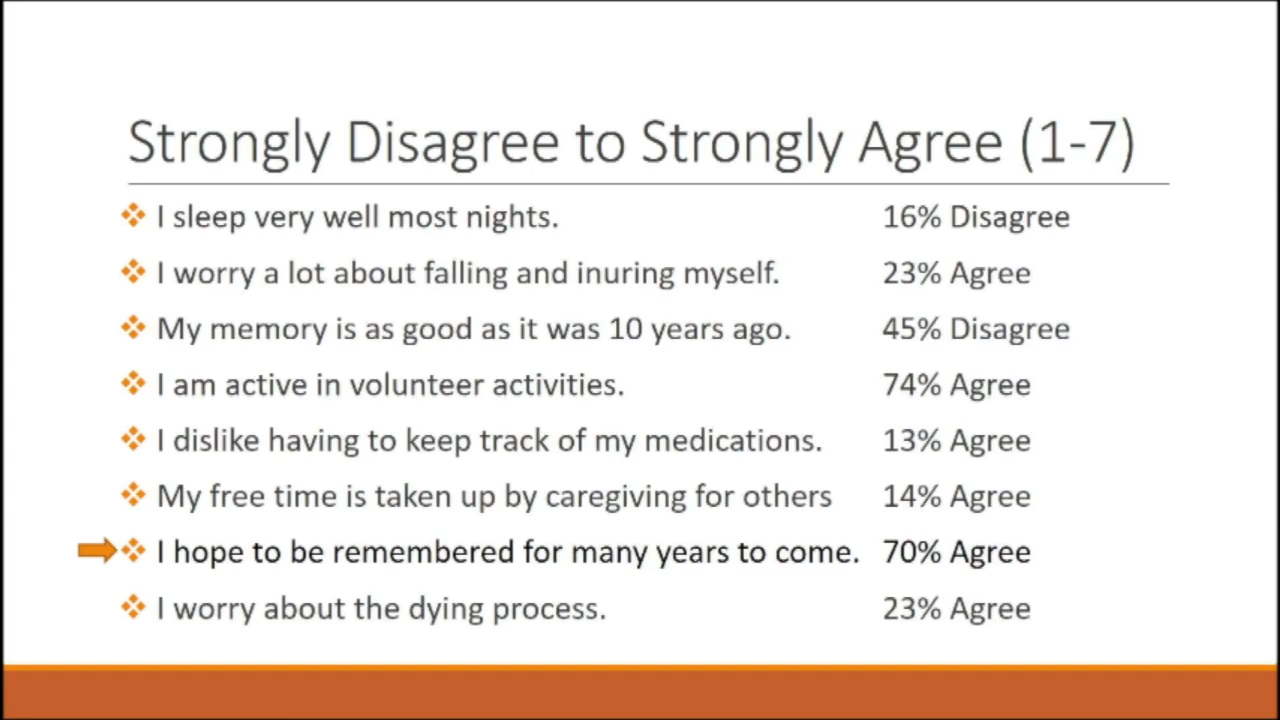 Strongly Disagree to Strongly Agree (1-7)
I sleep very well most nights. 16% Disagree
I worry a lot about falling and inuring myself. 23% Agree
My memory is as good as it was 10 years ago. 45% Disagree
I am active in volunteer activities. 74% Agree
I dislike having to keep track of my medications. 13% Agree
My free time is taken up by caregiving for others 14% Agree
I hope to be remembered for many years to come. 70% Agree
I worry about the dying process. 23% Agree